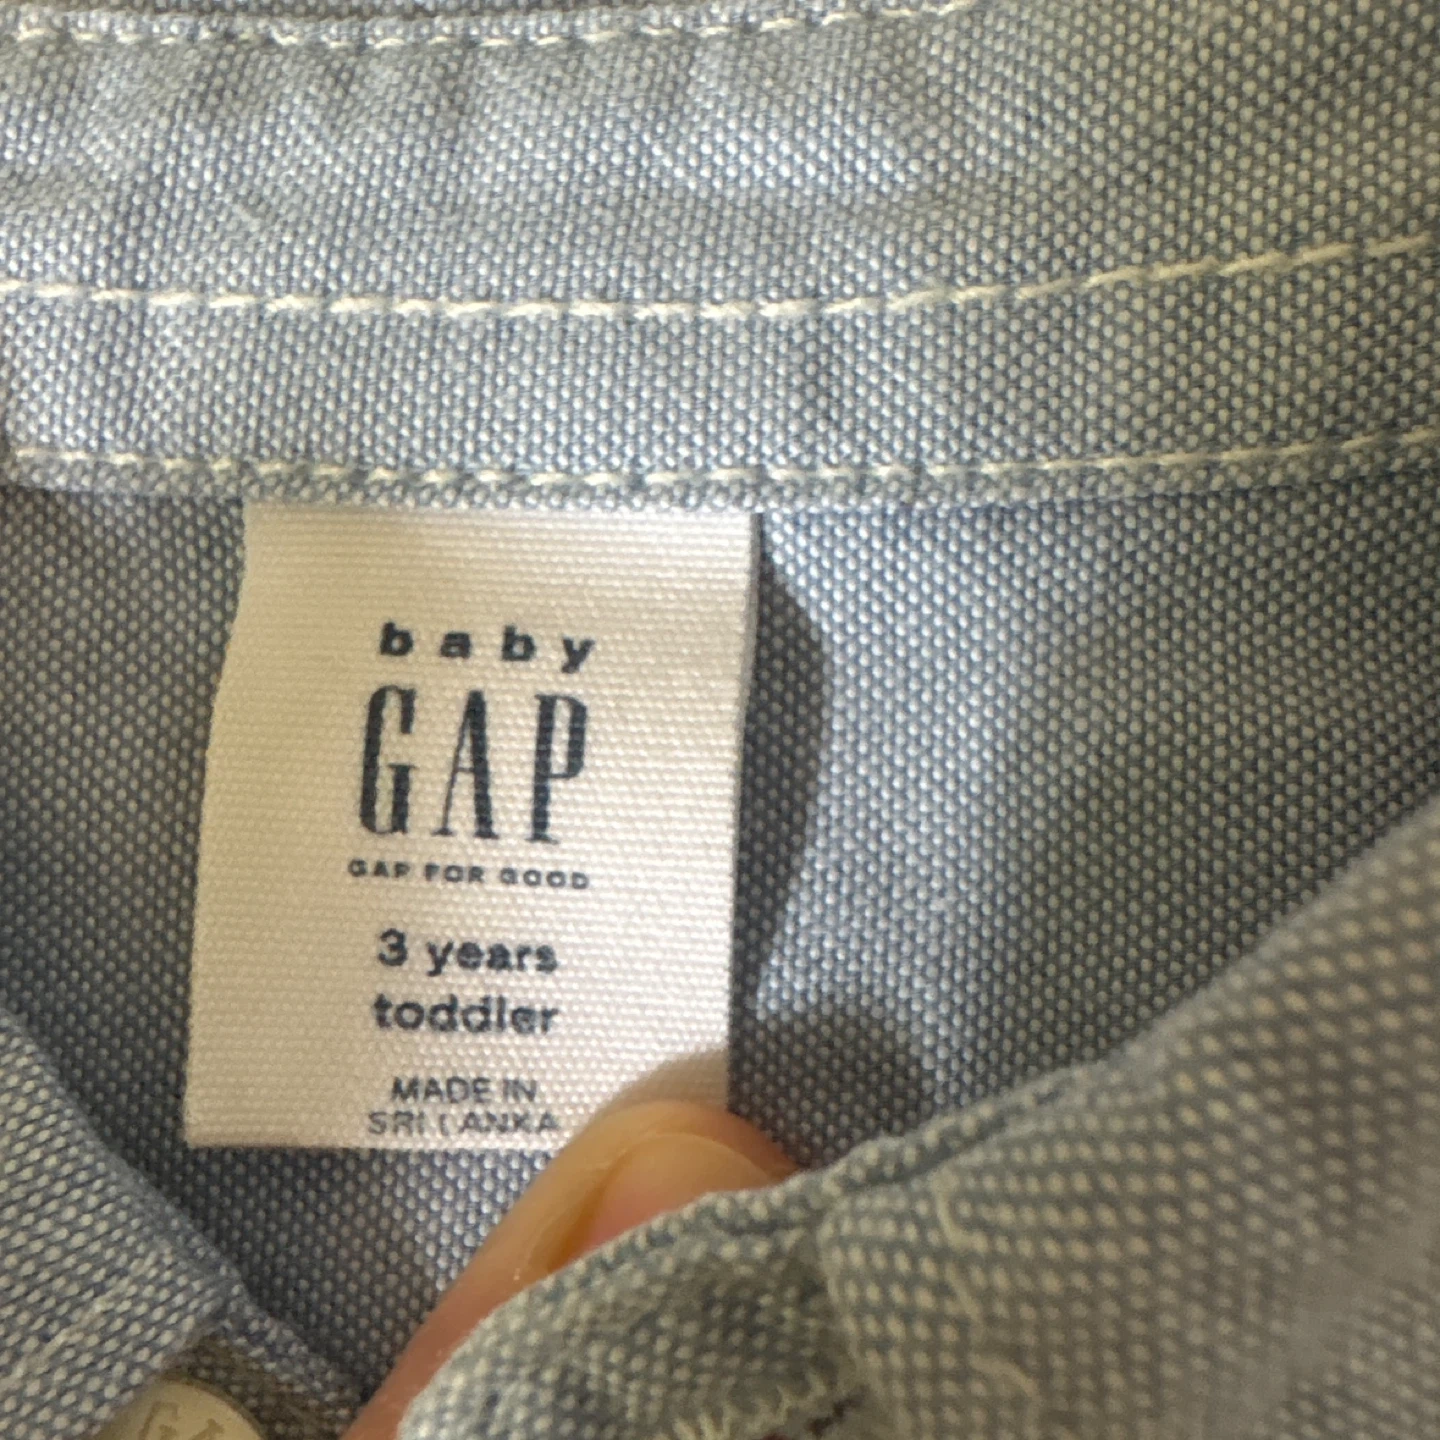 baby
GAP
GAP FOR GOOD
3 years
toddler
MADE IN
SRI LANKA